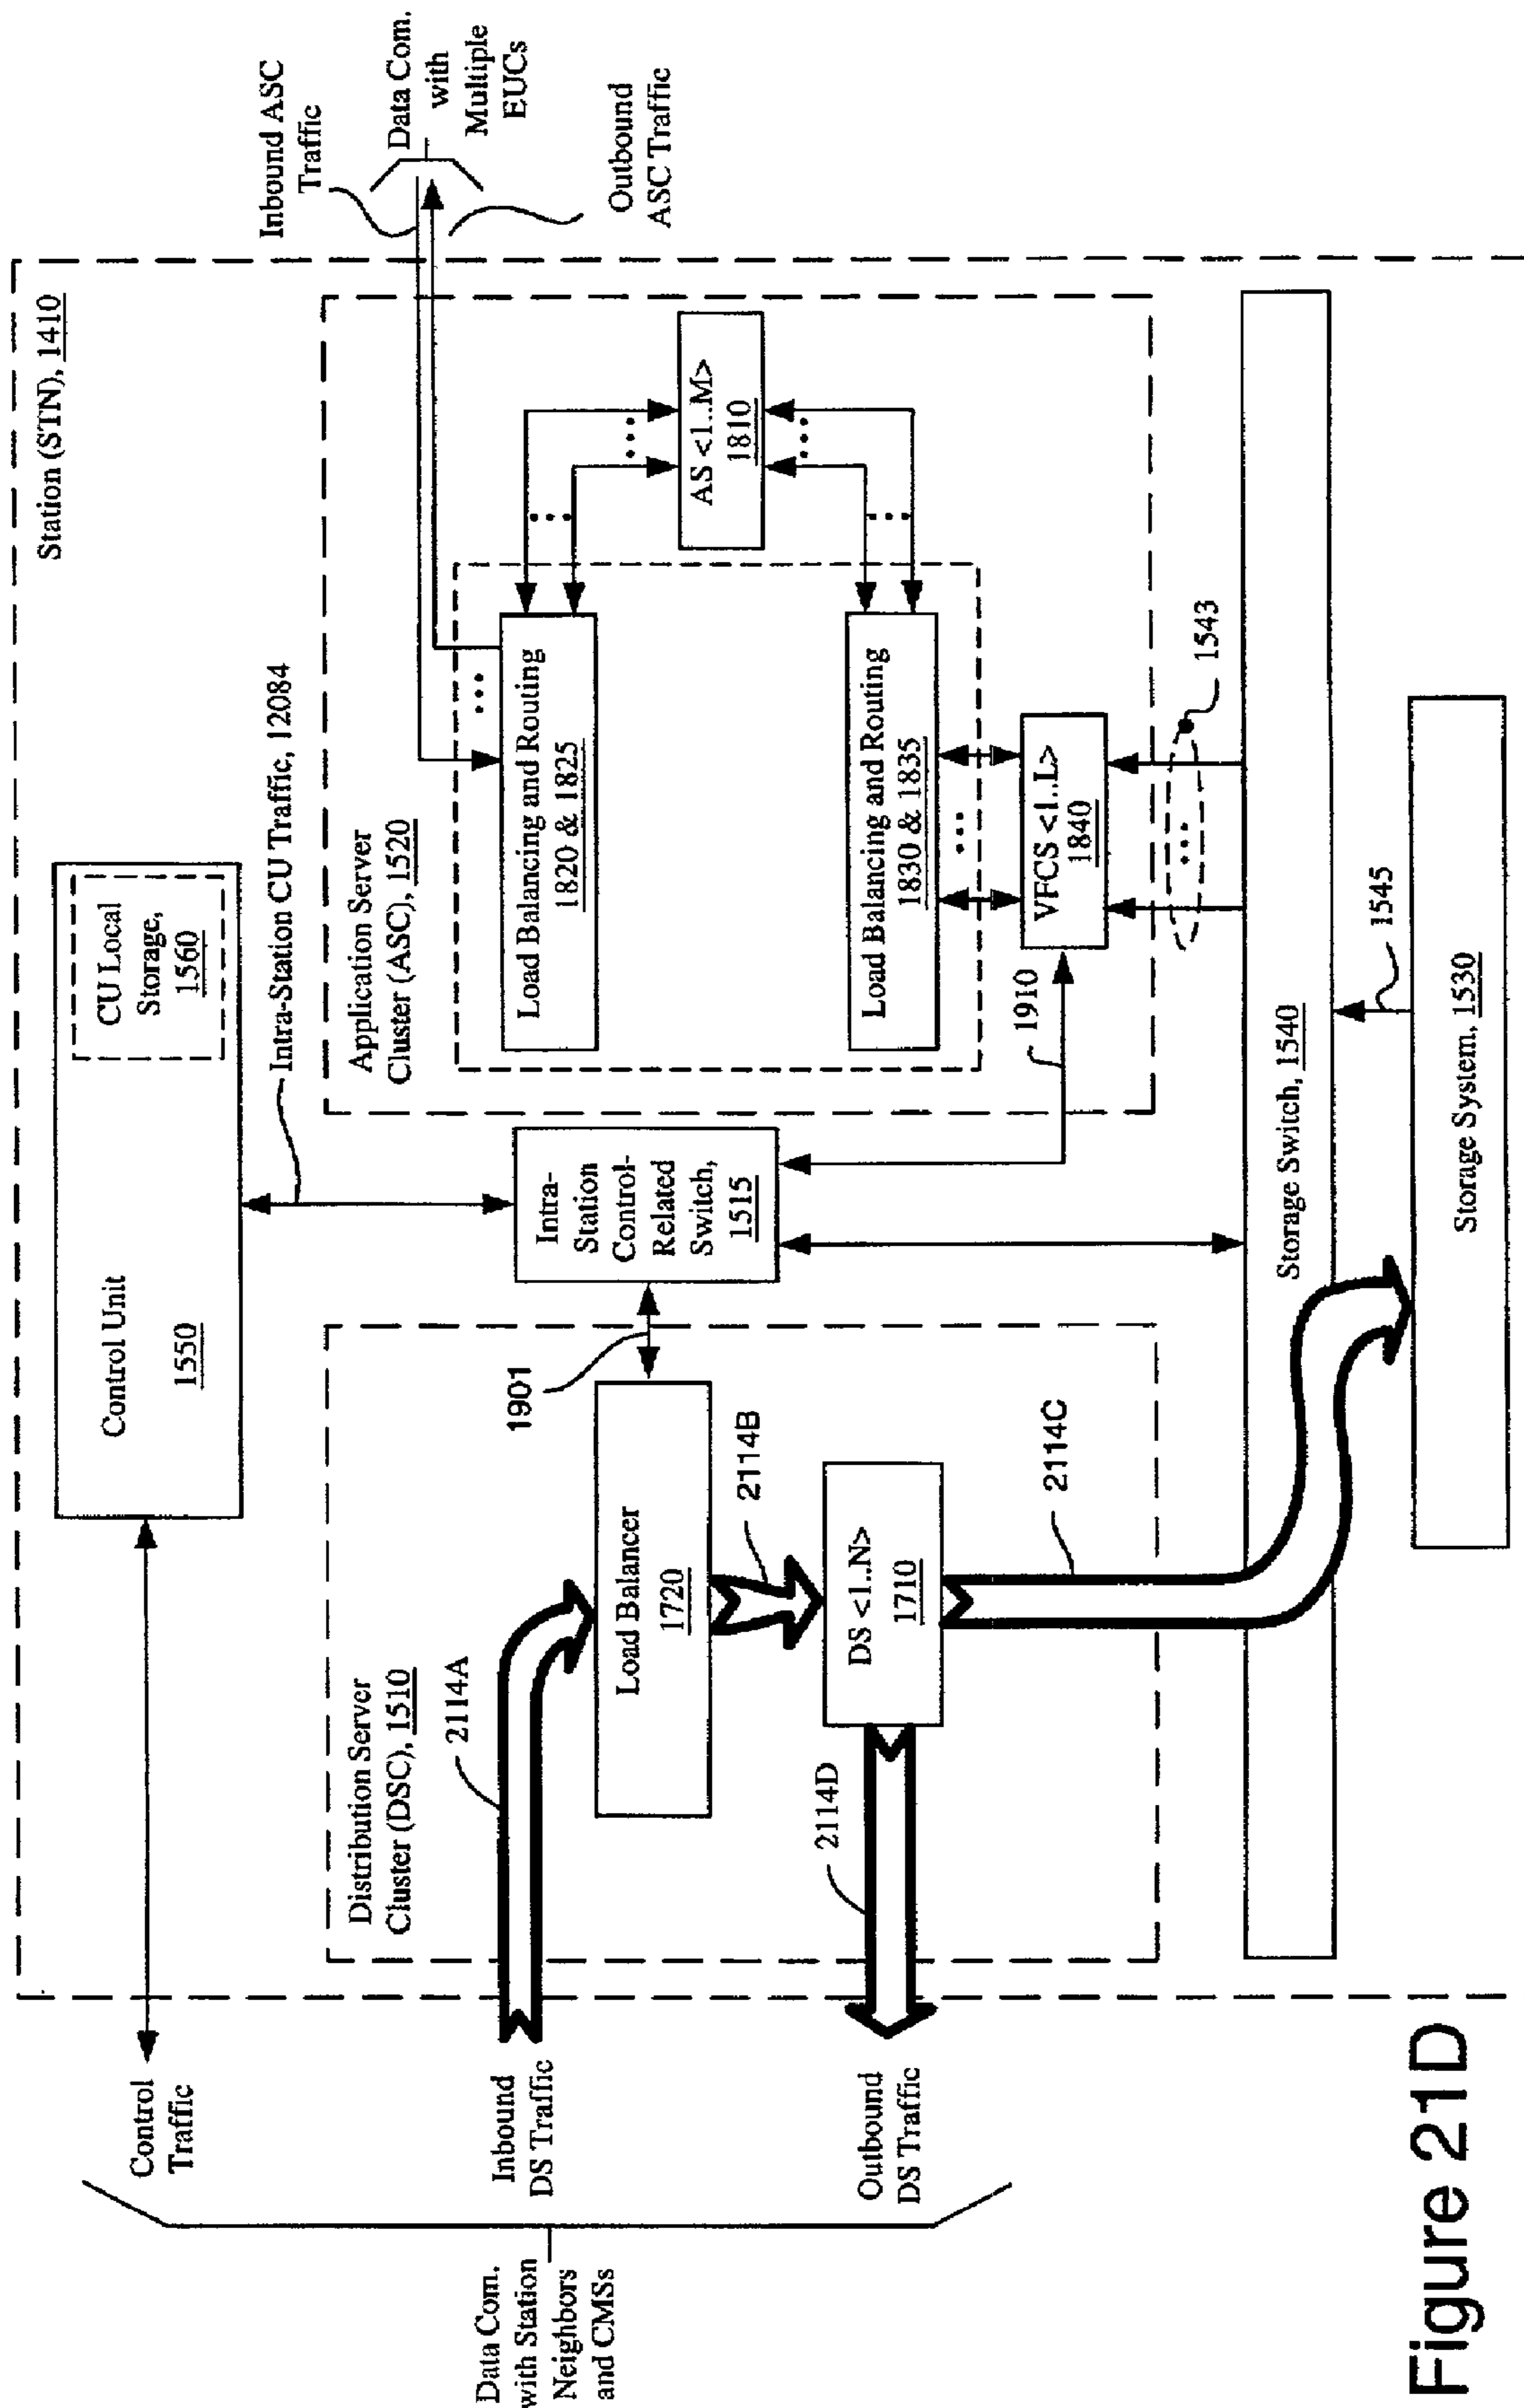 Station (STN), 1410
Control
Traffic
Control Unit
1550
CU Local
Storage,
1560
Intra-Station CU Traffic, 12084
Inbound ASC
Traffic
Data Com.
with
Multiple
EUCs
Outbound
ASC Traffic
Data Com.
with Station
Neighbors
and CMSs
Inbound
DS Traffic
Outbound
DS Traffic
Distribution Server
Cluster (DSC), 1510
2114A
Load Balancer
1720
2114B
DS <1..N>
1710
2114C
2114D
1901
Intra-
Station
Control-
Related
Switch,
1515
Application Server
Cluster (ASC), 1520
Load Balancing and Routing
1820 & 1825
...
AS <1..M>
1810
...
...
...
...
Load Balancing and Routing
1830 & 1835
...
VFCS <1..L>
1840
1910
...
1543
Storage Switch, 1540
1545
Storage System, 1530
Figure 21D